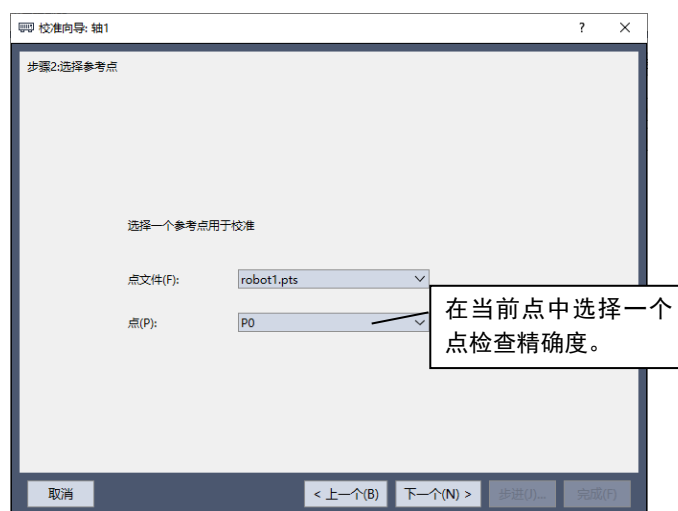 校准向导: 轴1
?
×
步骤2:选择参考点
选择一个参考点用于校准
点文件(F):
robot1.pts
点(P):
P0
在当前点中选择一个
点检查精确度。
取消
< 上一个(B)
下一个(N) >
步进(J)...
完成(F)